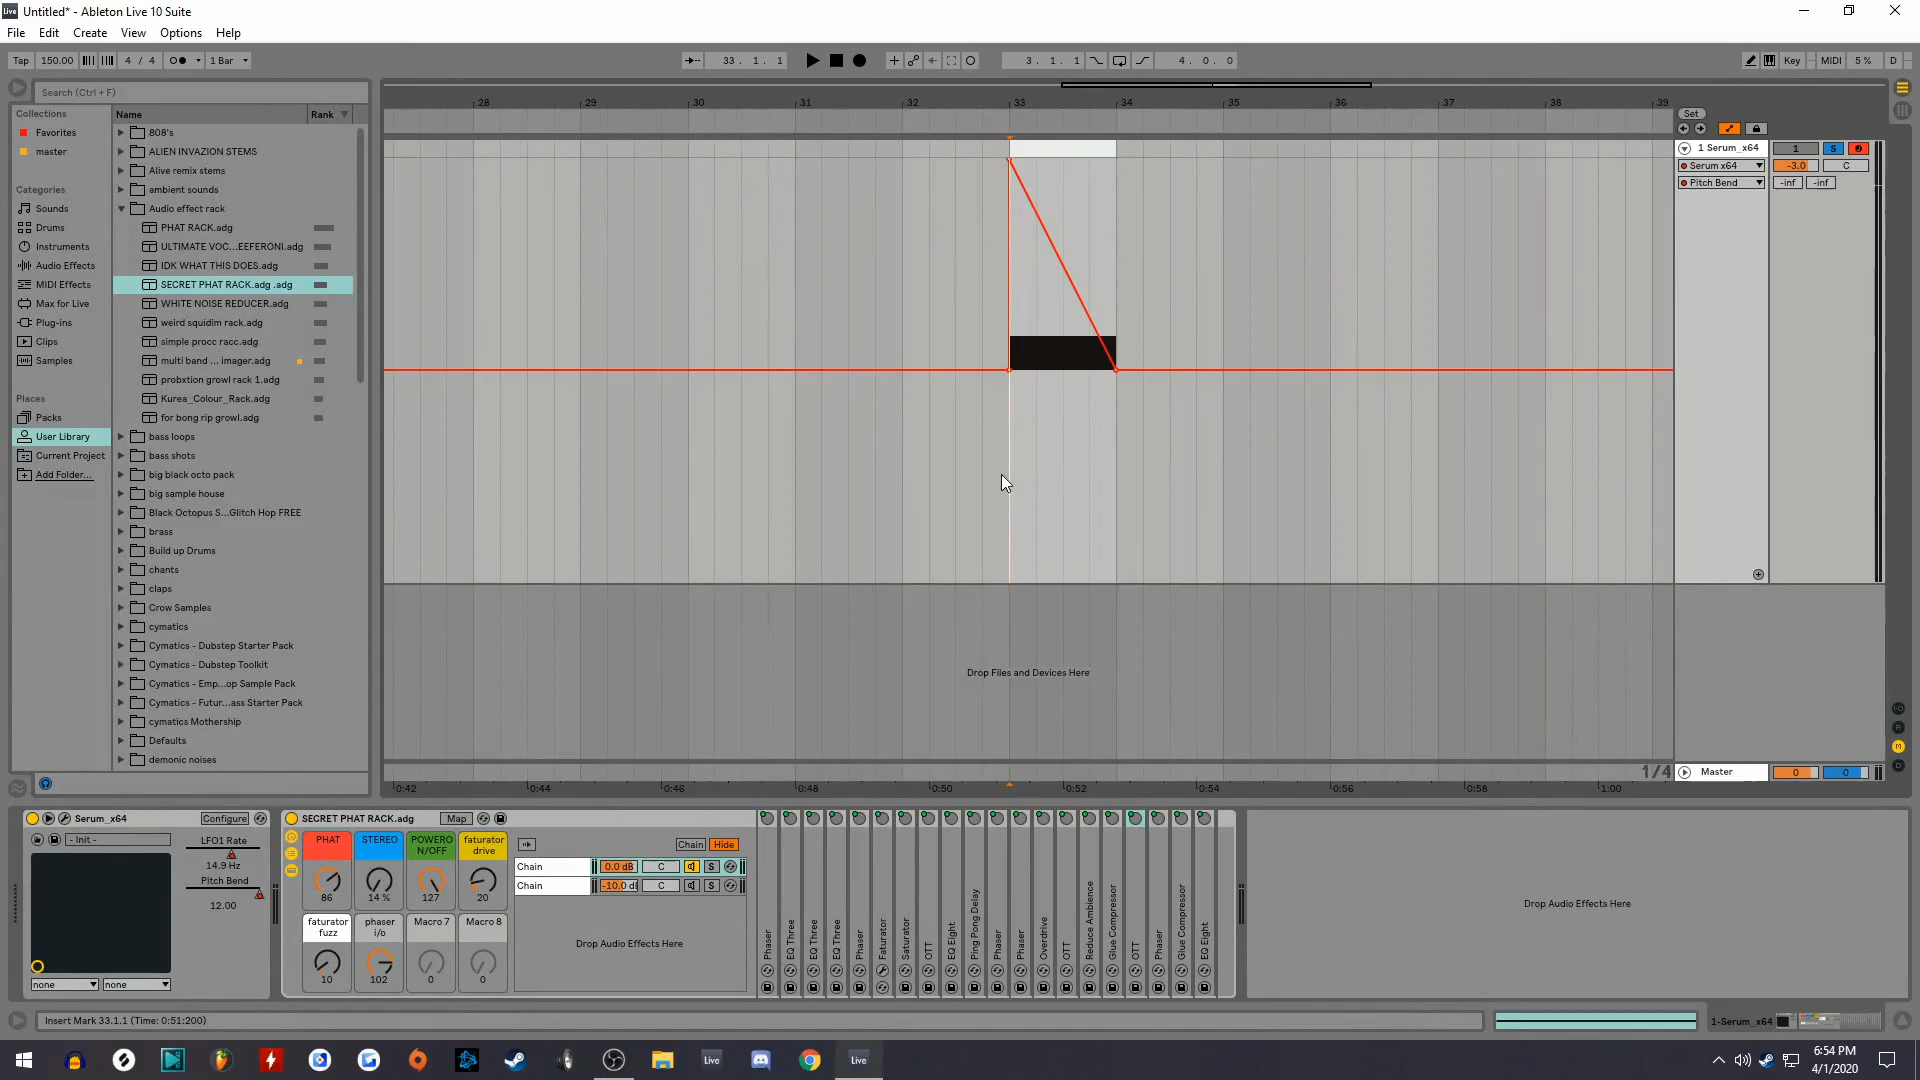 Untitled* - Ableton Live 10 Suite
File Edit Create View Options Help
Tap 150.00 4 / 4 1 Bar 33 . 1 . 1 3 . 1 . 1 4 . 0 . 0 Key MIDI 5 % D
Search (Ctrl + F)
Collections
Favorites
master
Categories
Sounds
Drums
Instruments
Audio Effects
MIDI Effects
Max for Live
Plug-ins
Clips
Samples
Places
Packs
User Library
Current Project
Add Folder...
Name Rank
808's
ALIEN INVAZION STEMS
Alive remix stems
ambient sounds
Audio effect rack
PHAT RACK.adg
ULTIMATE VOC...EEFERONI.adg
IDK WHAT THIS DOES.adg
SECRET PHAT RACK.adg .adg
WHITE NOISE REDUCER.adg
weird squidim rack.adg
simple procc racc.adg
multi band ... imager.adg
probxtion growl rack 1.adg
Kurea_Colour_Rack.adg
for bong rip growl.adg
bass loops
bass shots
big black octo pack
big sample house
Black Octopus S...Glitch Hop FREE
brass
Build up Drums
chants
claps
Crow Samples
cymatics
Cymatics - Dubstep Starter Pack
Cymatics - Dubstep Toolkit
Cymatics - Emp...op Sample Pack
Cymatics - Futur...ass Starter Pack
cymatics Mothership
Defaults
demonic noises
28 29 30 31 32 33 34 35 36 37 38 39
Set
1 Serum_x64 1 S
Serum x64 -3.0 C
Pitch Bend -inf -inf
Drop Files and Devices Here
1/4
Master 0 0
0:42 0:44 0:46 0:48 0:50 0:52 0:54 0:56 0:58 1:00
Serum_x64 Configure
- Init -
LFO1 Rate
14.9 Hz
Pitch Bend
12.00
none none
SECRET PHAT RACK.adg Map
PHAT STEREO POWERO N/OFF faturator drive
86 14 % 127 20
faturator fuzz phaser i/o Macro 7 Macro 8
10 102 0 0
Chain Hide
Chain 0.0 dB C S
Chain -10.0 dB C S
Drop Audio Effects Here
Phaser
EQ Three
EQ Three
EQ Three
Phaser
Faturator
Saturator
OTT
EQ Eight
Ping Pong Delay
Phaser
Phaser
Overdrive
OTT
Reduce Ambience
Glue Compressor
OTT
Phaser
Glue Compressor
EQ Eight
Drop Audio Effects Here
Insert Mark 33.1.1 (Time: 0:51:200)
1-Serum_x64
Live Live
6:54 PM
4/1/2020